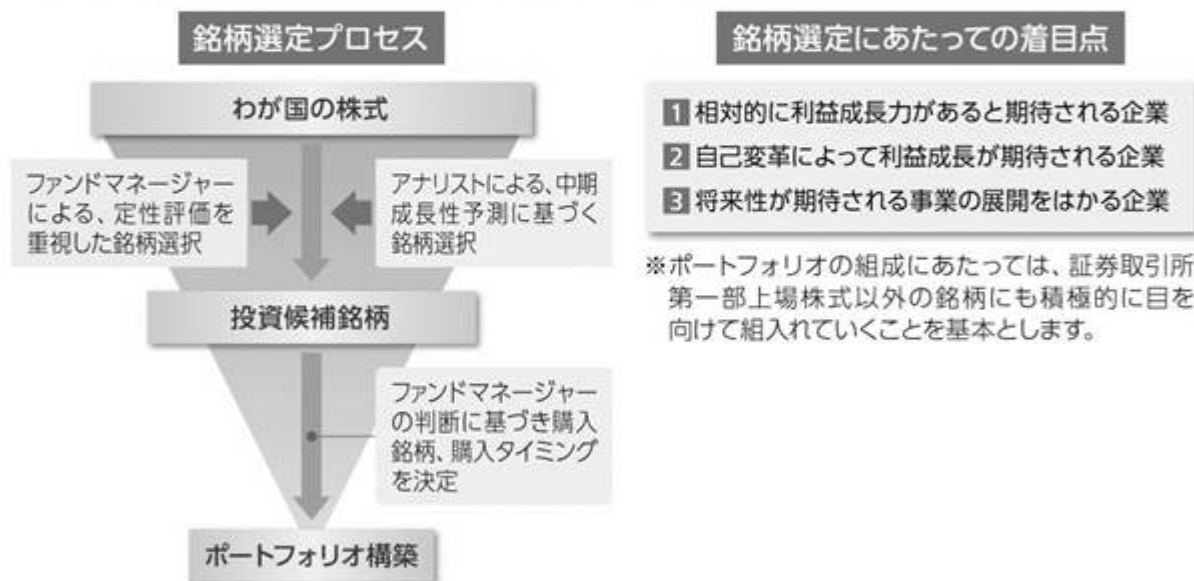 銘柄選定プロセス
わが国の株式
ファンドマネージャー
による、定性評価を
重視した銘柄選択
アナリストによる、中期
成長性予測に基づく
銘柄選択
投資候補銘柄
ファンドマネージャー
の判断に基づき購入
銘柄、購入タイミング
を決定
ポートフォリオ構築
銘柄選定にあたっての着目点
1 相対的に利益成長力があると期待される企業
2 自己変革によって利益成長が期待される企業
3 将来性が期待される事業の展開をはかる企業
※ポートフォリオの組成にあたっては、証券取引所
第一部上場株式以外の銘柄にも積極的に目を
向けて組入れていくことを基本とします。